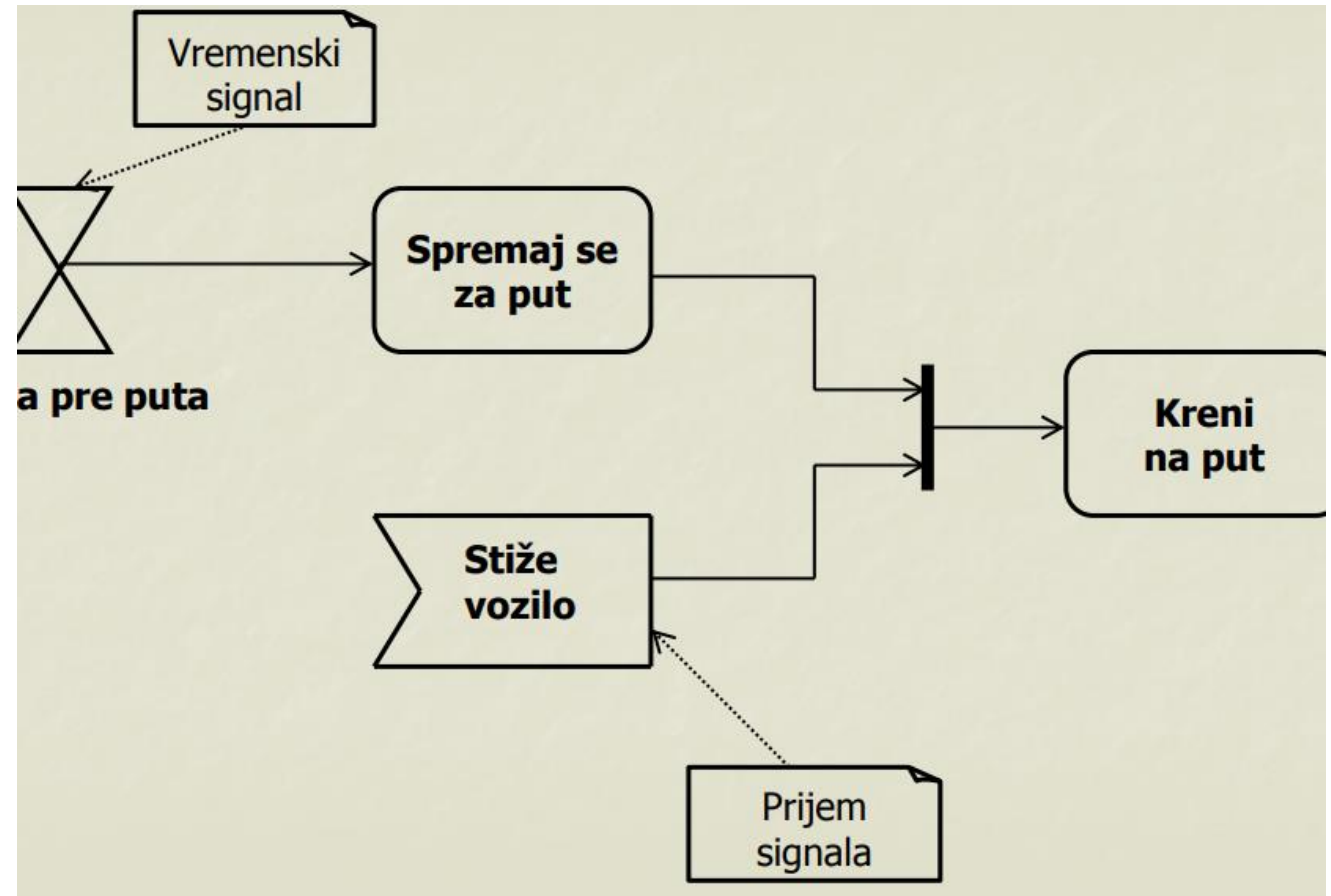 Vremenski
signal
Spremaj se
za put
a pre puta
Kreni
na put
Stiže
vozilo
Prijem
signala